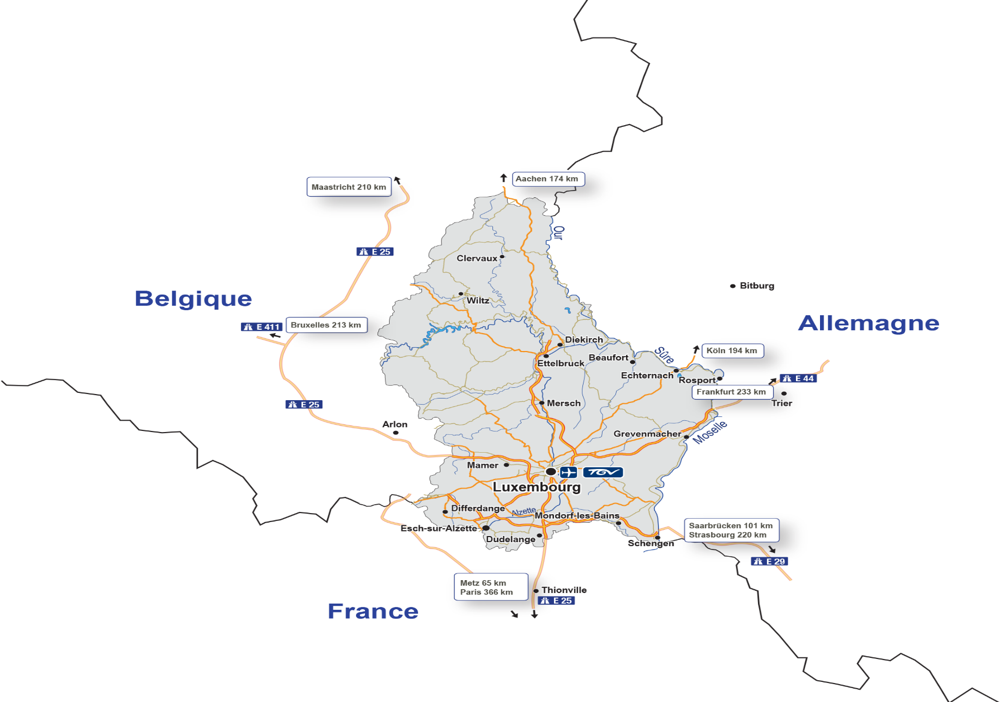 Aachen 174 km
Maastricht 210 km
Our
E 25
Clervaux
Bitburg
Belgique
Wiltz
Allemagne
E 411
Bruxelles 213 km
Diekirch
Sûre
Köln 194 km
Beaufort
Ettelbruck
Echternach
Rosport
E 44
Frankfurt 233 km
Trier
Mersch
E 25
Arlon
Grevenmacher
Moselle
Mamer
TGV
Luxembourg
Differdange
Alzette
Mondorf-les-Bains
Esch-sur-Alzette
Dudelange
Schengen
Saarbrücken 101 km
Strasbourg 220 km
E 29
Metz 65 km
Paris 366 km
Thionville
E 25
France